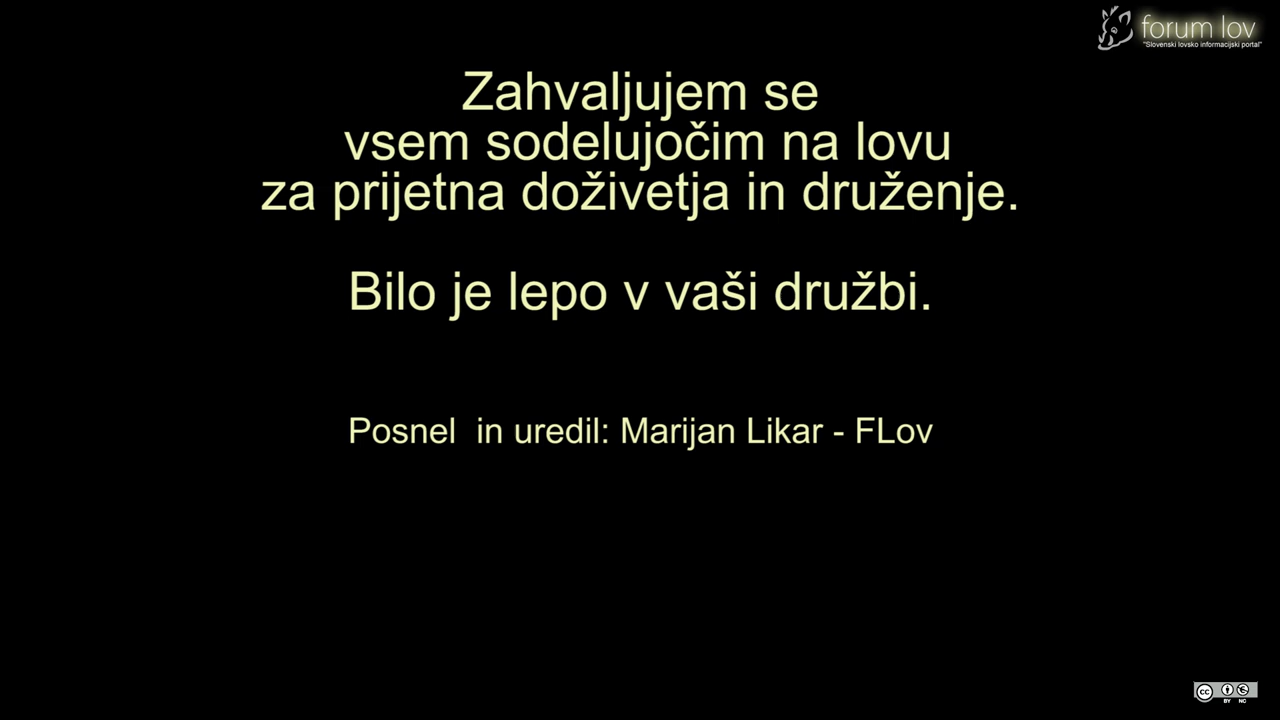 forum lov
"Slovenski lovsko informacijski portal"
Zahvaljujem se
vsem sodelujočim na lovu
za prijetna doživetja in druženje.
Bilo je lepo v vaši družbi.
Posnel  in uredil: Marijan Likar - FLov
cc
BY NC